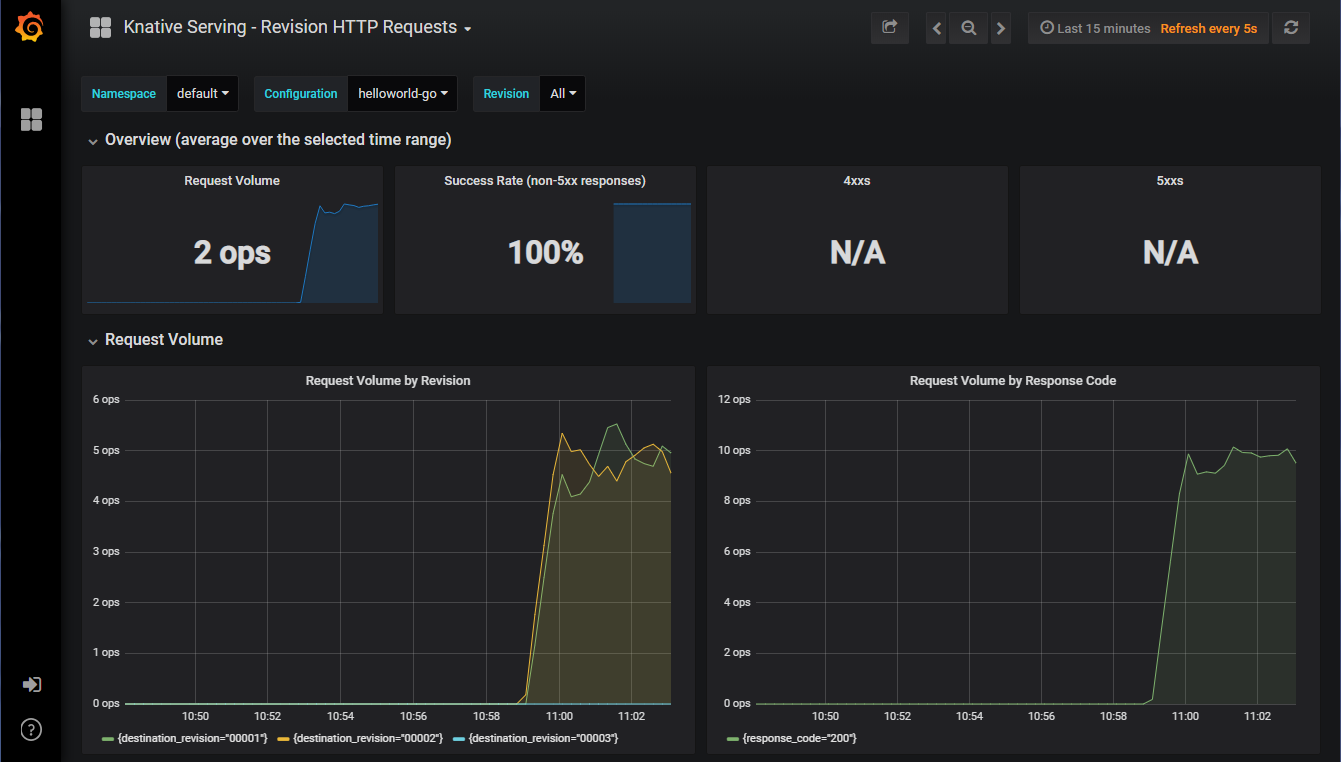 Knative Serving - Revision HTTP Requests
Last 15 minutes Refresh every 5s
Namespace default Configuration helloworld-go Revision All
Overview (average over the selected time range)
Request Volume
2 ops
Success Rate (non-5xx responses)
100%
4xxs
N/A
5xxs
N/A
Request Volume
Request Volume by Revision
6 ops
5 ops
4 ops
3 ops
2 ops
1 ops
0 ops
10:50 10:52 10:54 10:56 10:58 11:00 11:02
{destination_revision="00001"} {destination_revision="00002"} {destination_revision="00003"}
Request Volume by Response Code
12 ops
10 ops
8 ops
6 ops
4 ops
2 ops
0 ops
10:50 10:52 10:54 10:56 10:58 11:00 11:02
{response_code="200"}
?